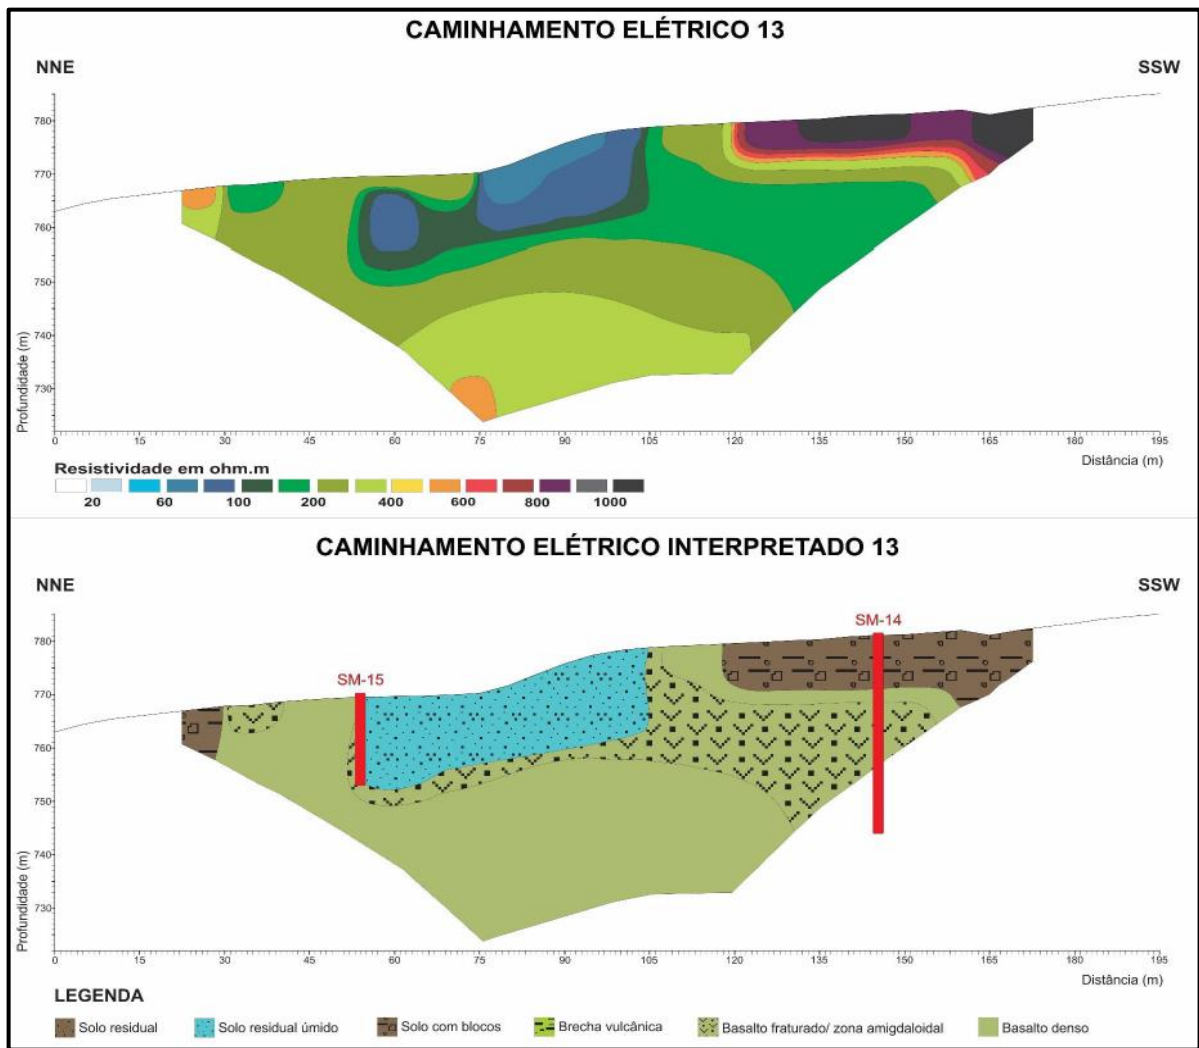 CAMINHAMENTO ELÉTRICO 13
NNE SSW
780
770
760
750
740
730
Profundidade (m)
0 15 30 45 60 75 90 105 120 135 150 165 180 195
Distância (m)
Resistividade em ohm.m
20 60 100 200 400 600 800 1000
CAMINHAMENTO ELÉTRICO INTERPRETADO 13
NNE SSW
SM-14
SM-15
780
770
760
750
740
730
Profundidade (m)
0 15 30 45 60 75 90 105 120 135 150 165 180 195
Distância (m)
LEGENDA
Solo residual Solo residual úmido Solo com blocos Brecha vulcânica Basalto fraturado/ zona amigdaloidal Basalto denso